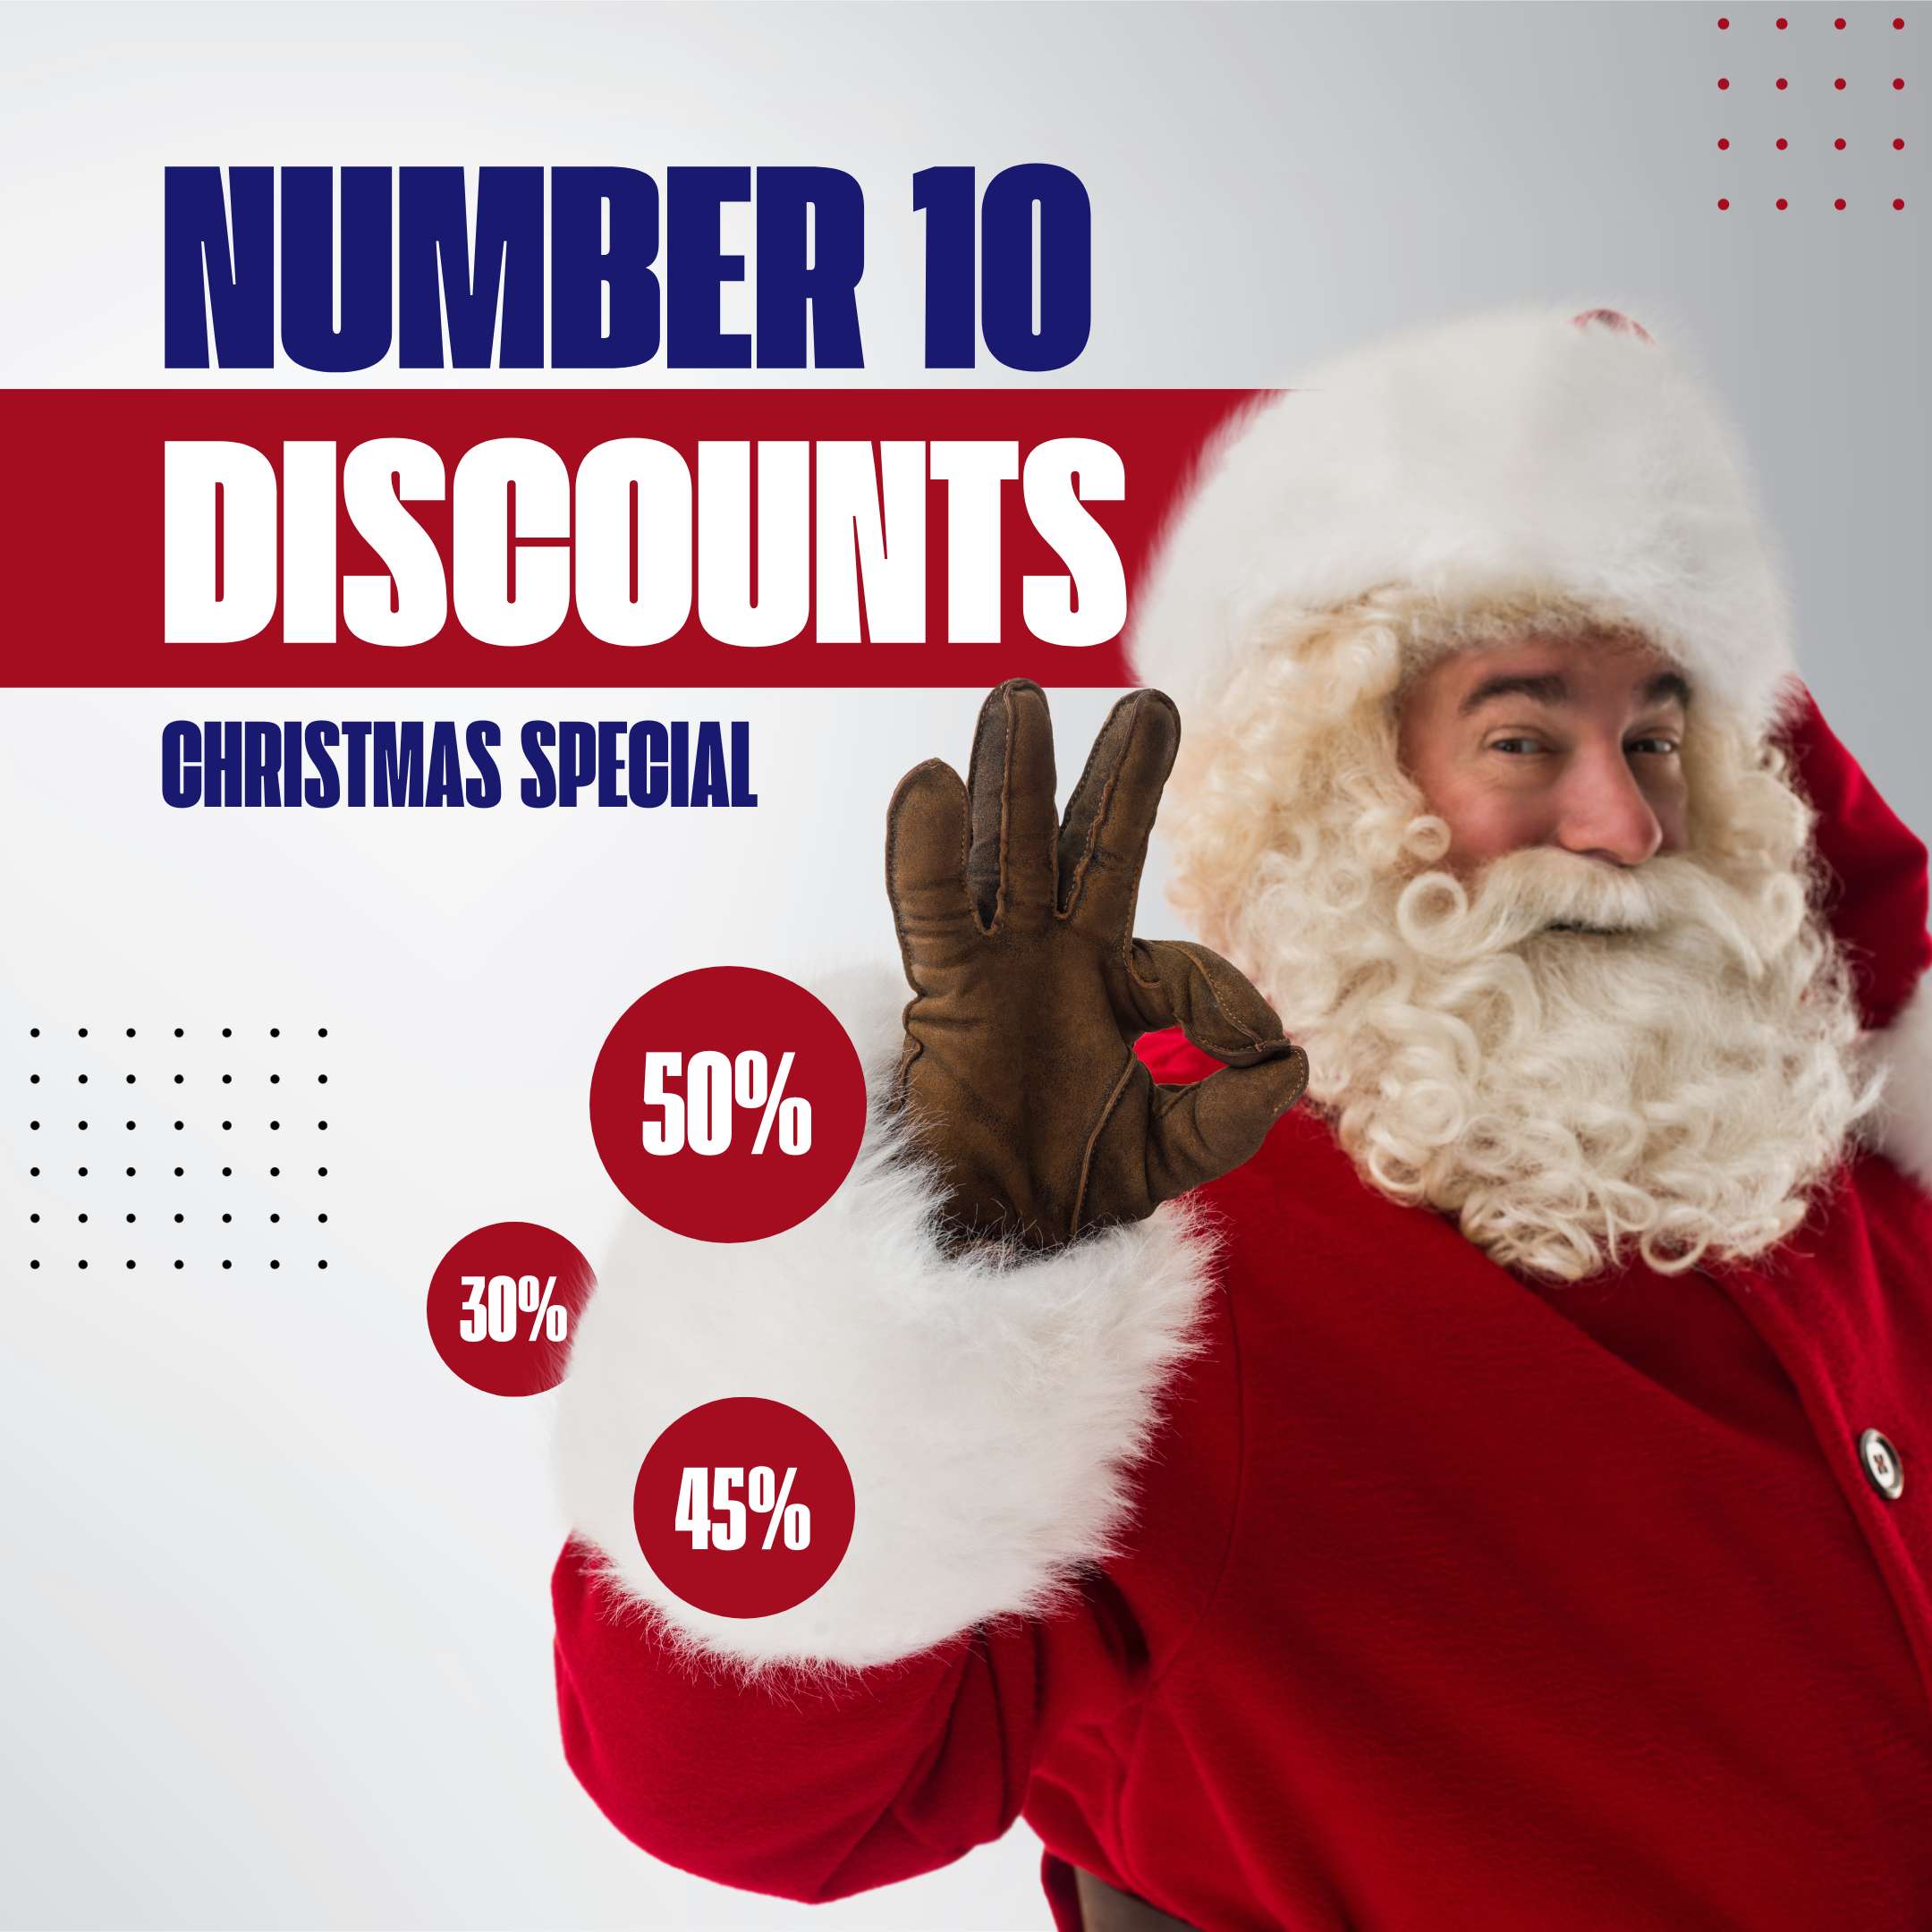 NUMBER 10
DISCOUNTS
CHRISTMAS SPECIAL
50%
30%
45%